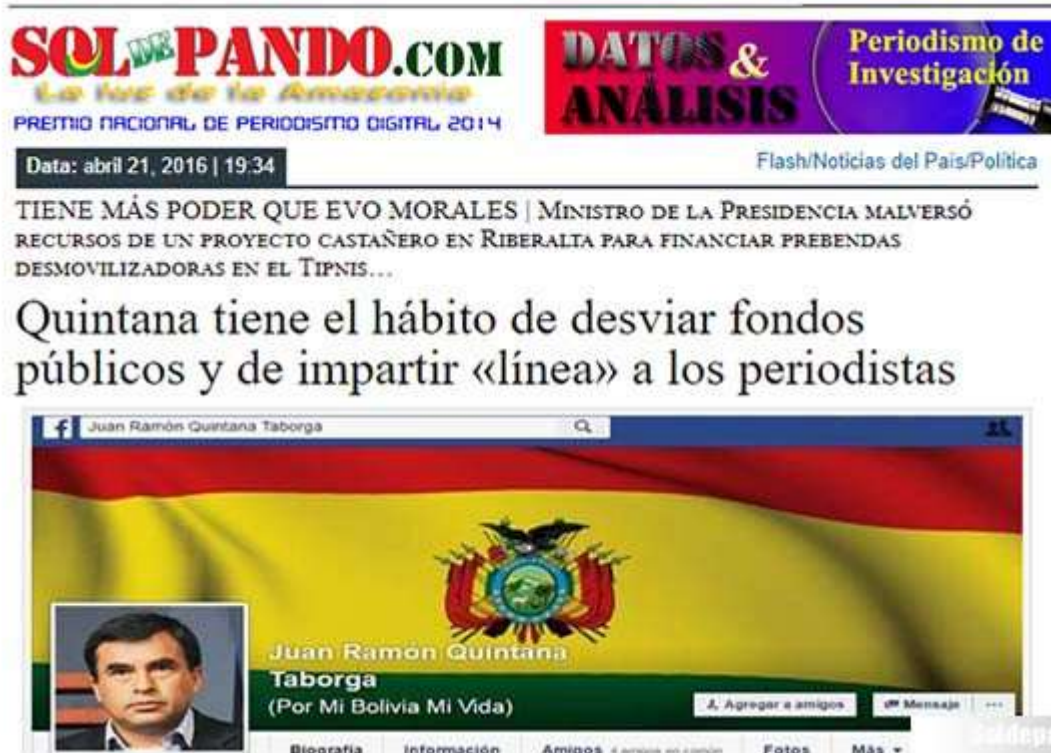 SOL DE PANDO.COM
La luz de la Amazonia
PREMIO NACIONAL DE PERIODISMO DIGITAL 2014
DATOS &
ANÁLISIS
Periodismo de
Investigación
Data: abril 21, 2016 | 19:34
Flash/Noticias del País/Política
TIENE MÁS PODER QUE EVO MORALES | MINISTRO DE LA PRESIDENCIA MALVERSÓ
RECURSOS DE UN PROYECTO CASTAÑERO EN RIBERALTA PARA FINANCIAR PREBENDAS
DESMOVILIZADORAS EN EL TIPNIS...
Quintana tiene el hábito de desviar fondos
públicos y de impartir «línea» a los periodistas
f Juan Ramón Quintana Taborga
Juan Ramón Quintana
Taborga
(Por Mi Bolivia Mi Vida)
Agregar a amigos
Mensaje
Biografía Información Amigos Fotos Más